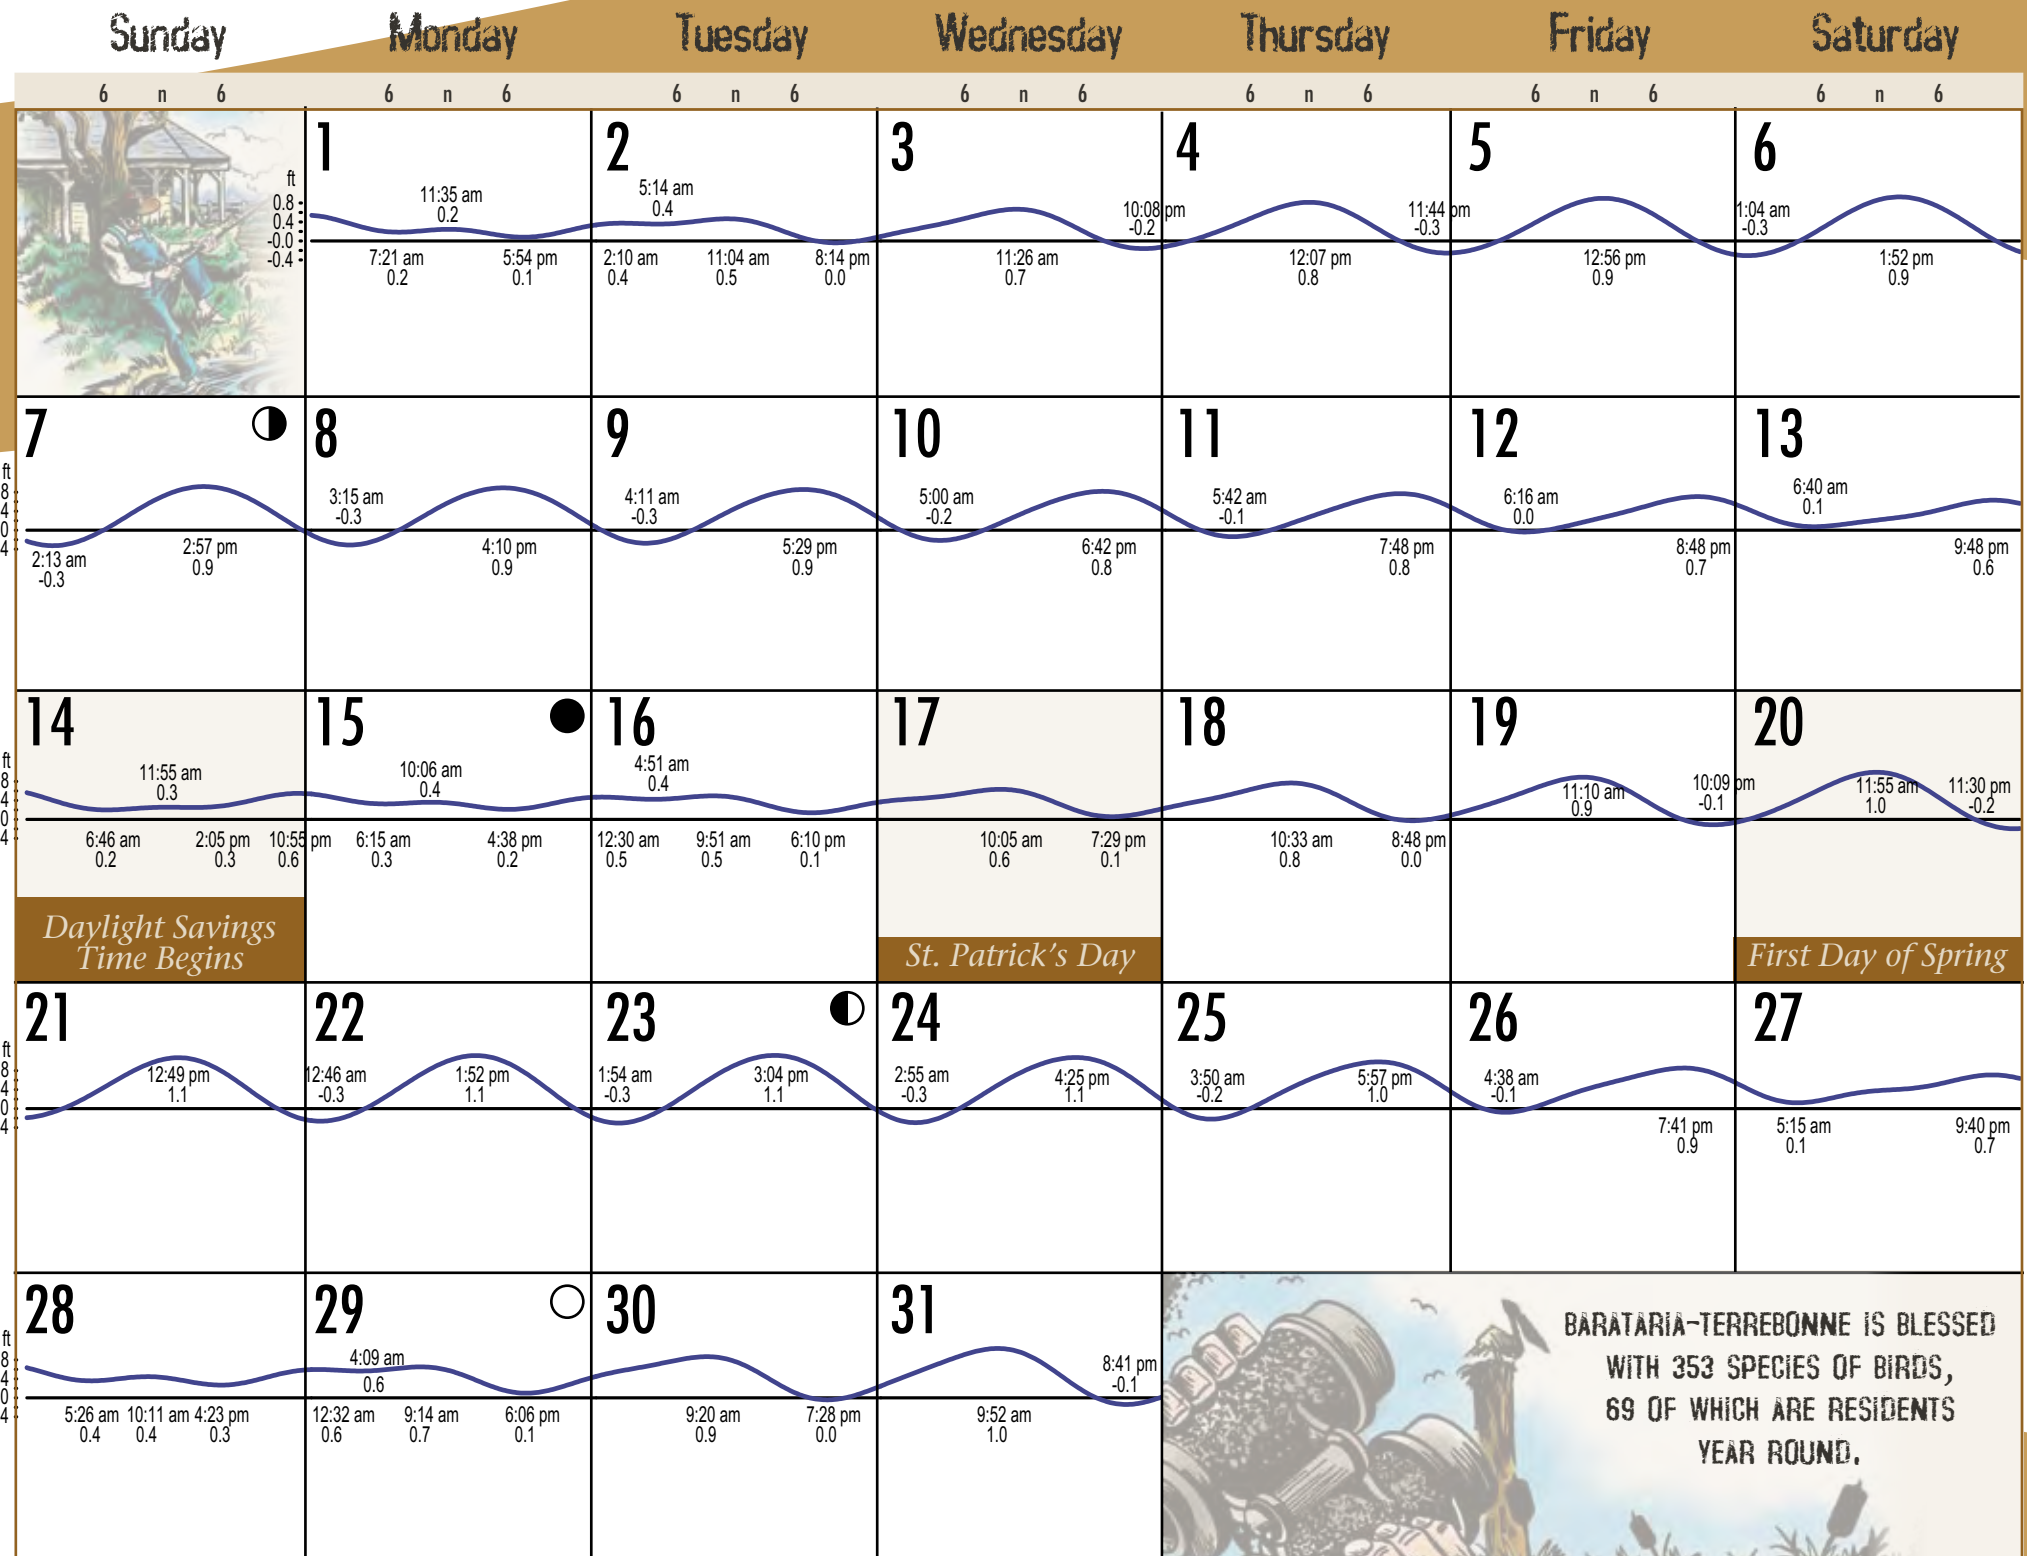 Sunday Monday Tuesday Wednesday Thursday Friday Saturday
6 n 6 6 n 6 6 n 6 6 n 6 6 n 6 6 n 6 6 n 6
1 2 3 4 5 6
ft
0.8
0.4
-0.0
-0.4
11:35 am
0.2
7:21 am
0.2
5:54 pm
0.1
5:14 am
0.4
2:10 am
0.4
11:04 am
0.5
8:14 pm
0.0
10:08 pm
-0.2
11:26 am
0.7
11:44 pm
-0.3
12:07 pm
0.8
12:56 pm
0.9
1:04 am
-0.3
1:52 pm
0.9
7 8 9 10 11 12 13
ft
8
4
0
4
2:13 am
-0.3
2:57 pm
0.9
3:15 am
-0.3
4:10 pm
0.9
4:11 am
-0.3
5:29 pm
0.9
5:00 am
-0.2
6:42 pm
0.8
5:42 am
-0.1
7:48 pm
0.8
6:16 am
0.0
8:48 pm
0.7
6:40 am
0.1
9:48 pm
0.6
14 15 16 17 18 19 20
ft
8
4
0
4
11:55 am
0.3
6:46 am
0.2
2:05 pm
0.3
10:55 pm
0.6
Daylight Savings
Time Begins
10:06 am
0.4
6:15 am
0.3
4:38 pm
0.2
4:51 am
0.4
12:30 am
0.5
9:51 am
0.5
6:10 pm
0.1
10:05 am
0.6
7:29 pm
0.1
St. Patrick's Day
10:33 am
0.8
8:48 pm
0.0
11:10 am
0.9
10:09 pm
-0.1
11:55 am
1.0
11:30 pm
-0.2
First Day of Spring
21 22 23 24 25 26 27
ft
8
4
0
4
12:49 pm
1.1
12:46 am
-0.3
1:52 pm
1.1
1:54 am
-0.3
3:04 pm
1.1
2:55 am
-0.3
4:25 pm
1.1
3:50 am
-0.2
5:57 pm
1.0
4:38 am
-0.1
7:41 pm
0.9
5:15 am
0.1
9:40 pm
0.7
28 29 30 31
ft
8
4
0
4
5:26 am
0.4
10:11 am
0.4
4:23 pm
0.3
4:09 am
0.6
12:32 am
0.6
9:14 am
0.7
6:06 pm
0.1
9:20 am
0.9
7:28 pm
0.0
8:41 pm
-0.1
9:52 am
1.0
BARATARIA-TERREBONNE IS BLESSED
WITH 353 SPECIES OF BIRDS,
69 OF WHICH ARE RESIDENTS
YEAR ROUND.